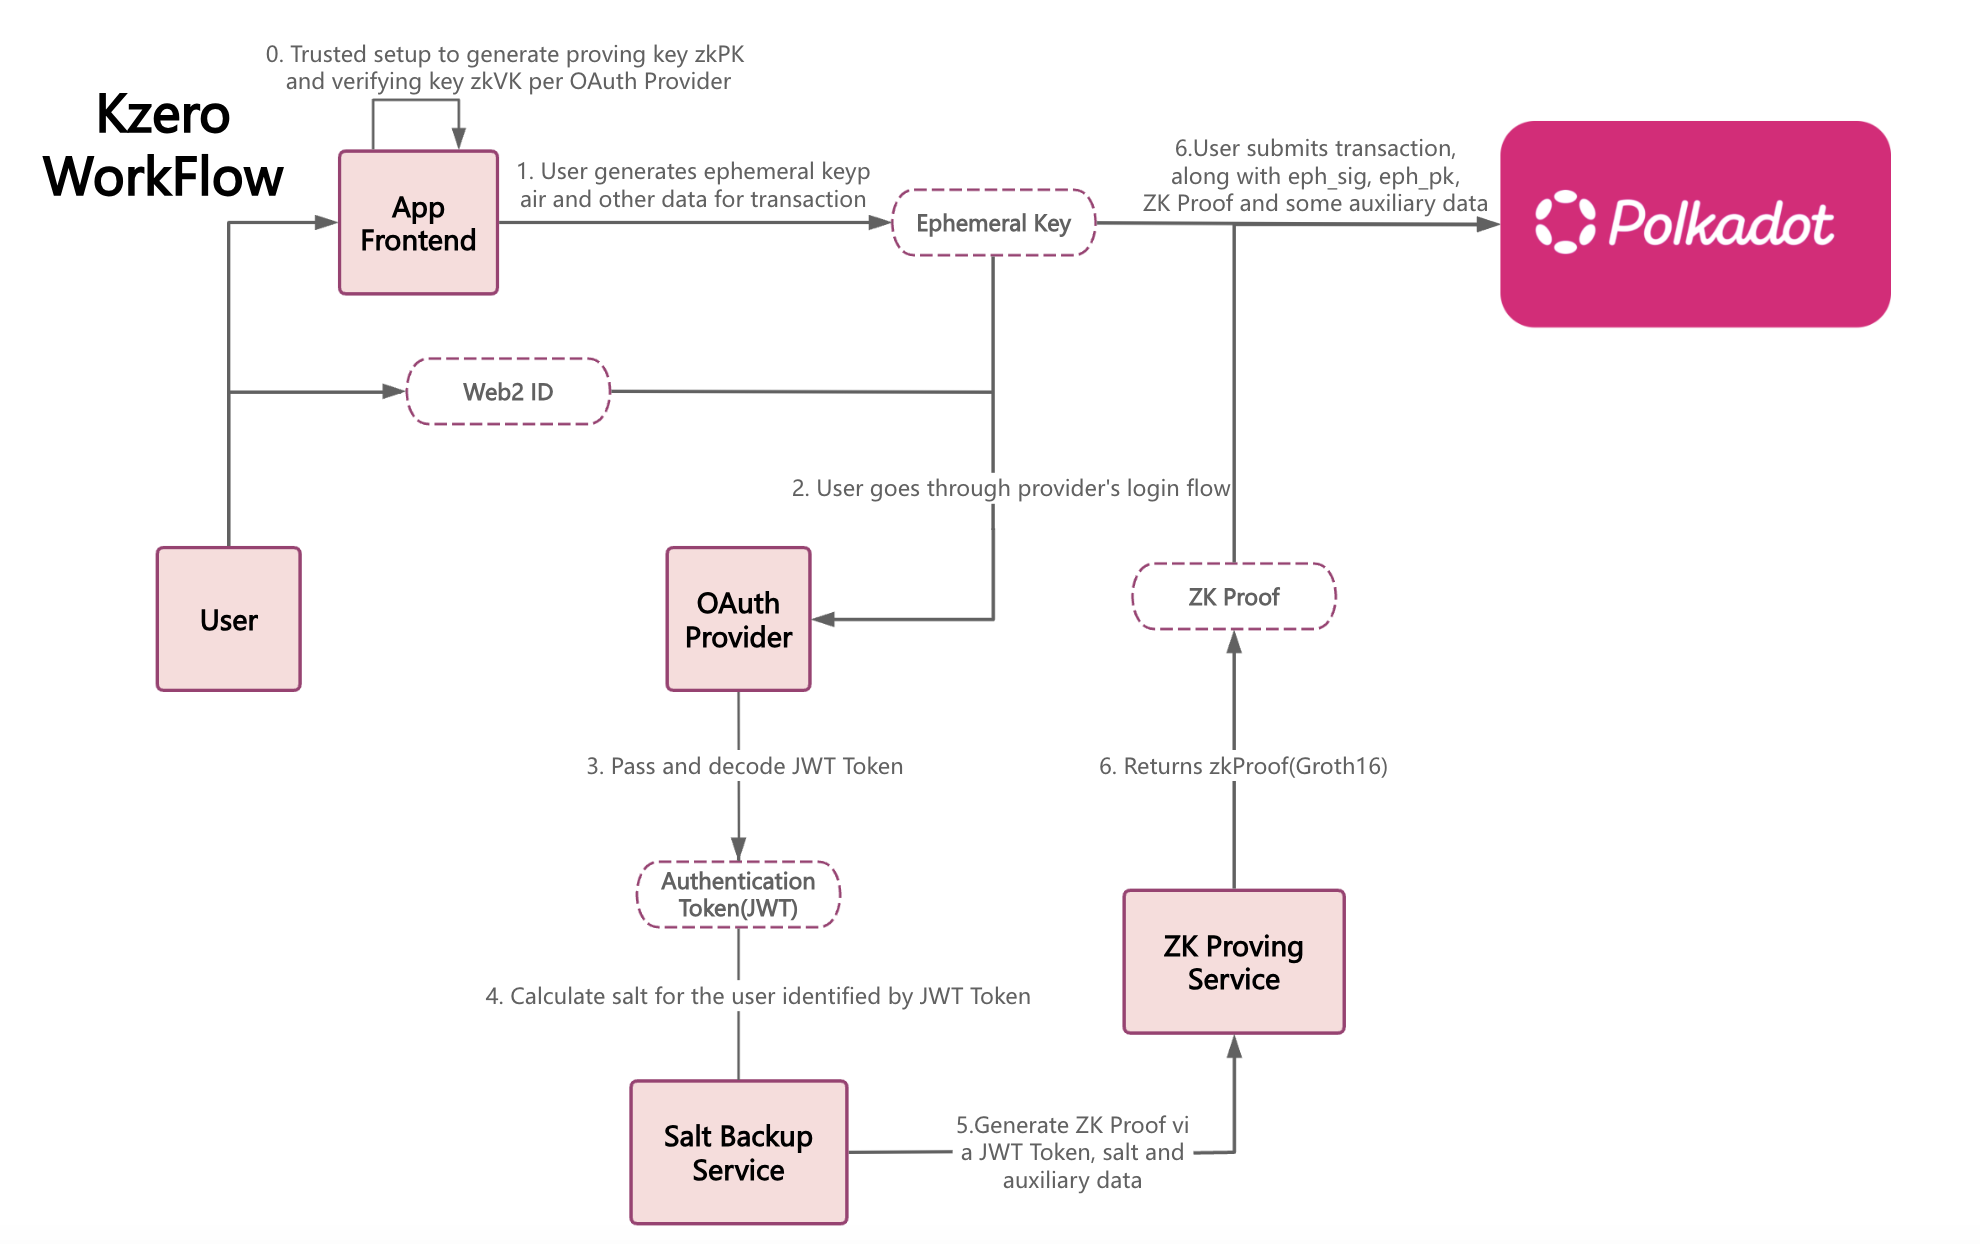 0. Trusted setup to generate proving key zkPK
and verifying key zkVK per OAuth Provider
Kzero
WorkFlow
App
Frontend
1. User generates ephemeral keyp
air and other data for transaction
Ephemeral Key
6.User submits transaction,
along with eph_sig, eph_pk,
ZK Proof and some auxiliary data
Polkadot
Web2 ID
2. User goes through provider's login flow
User
OAuth
Provider
ZK Proof
3. Pass and decode JWT Token
6. Returns zkProof(Groth16)
Authentication
Token(JWT)
ZK Proving
Service
4. Calculate salt for the user identified by JWT Token
Salt Backup
Service
5.Generate ZK Proof vi
a JWT Token, salt and
auxiliary data